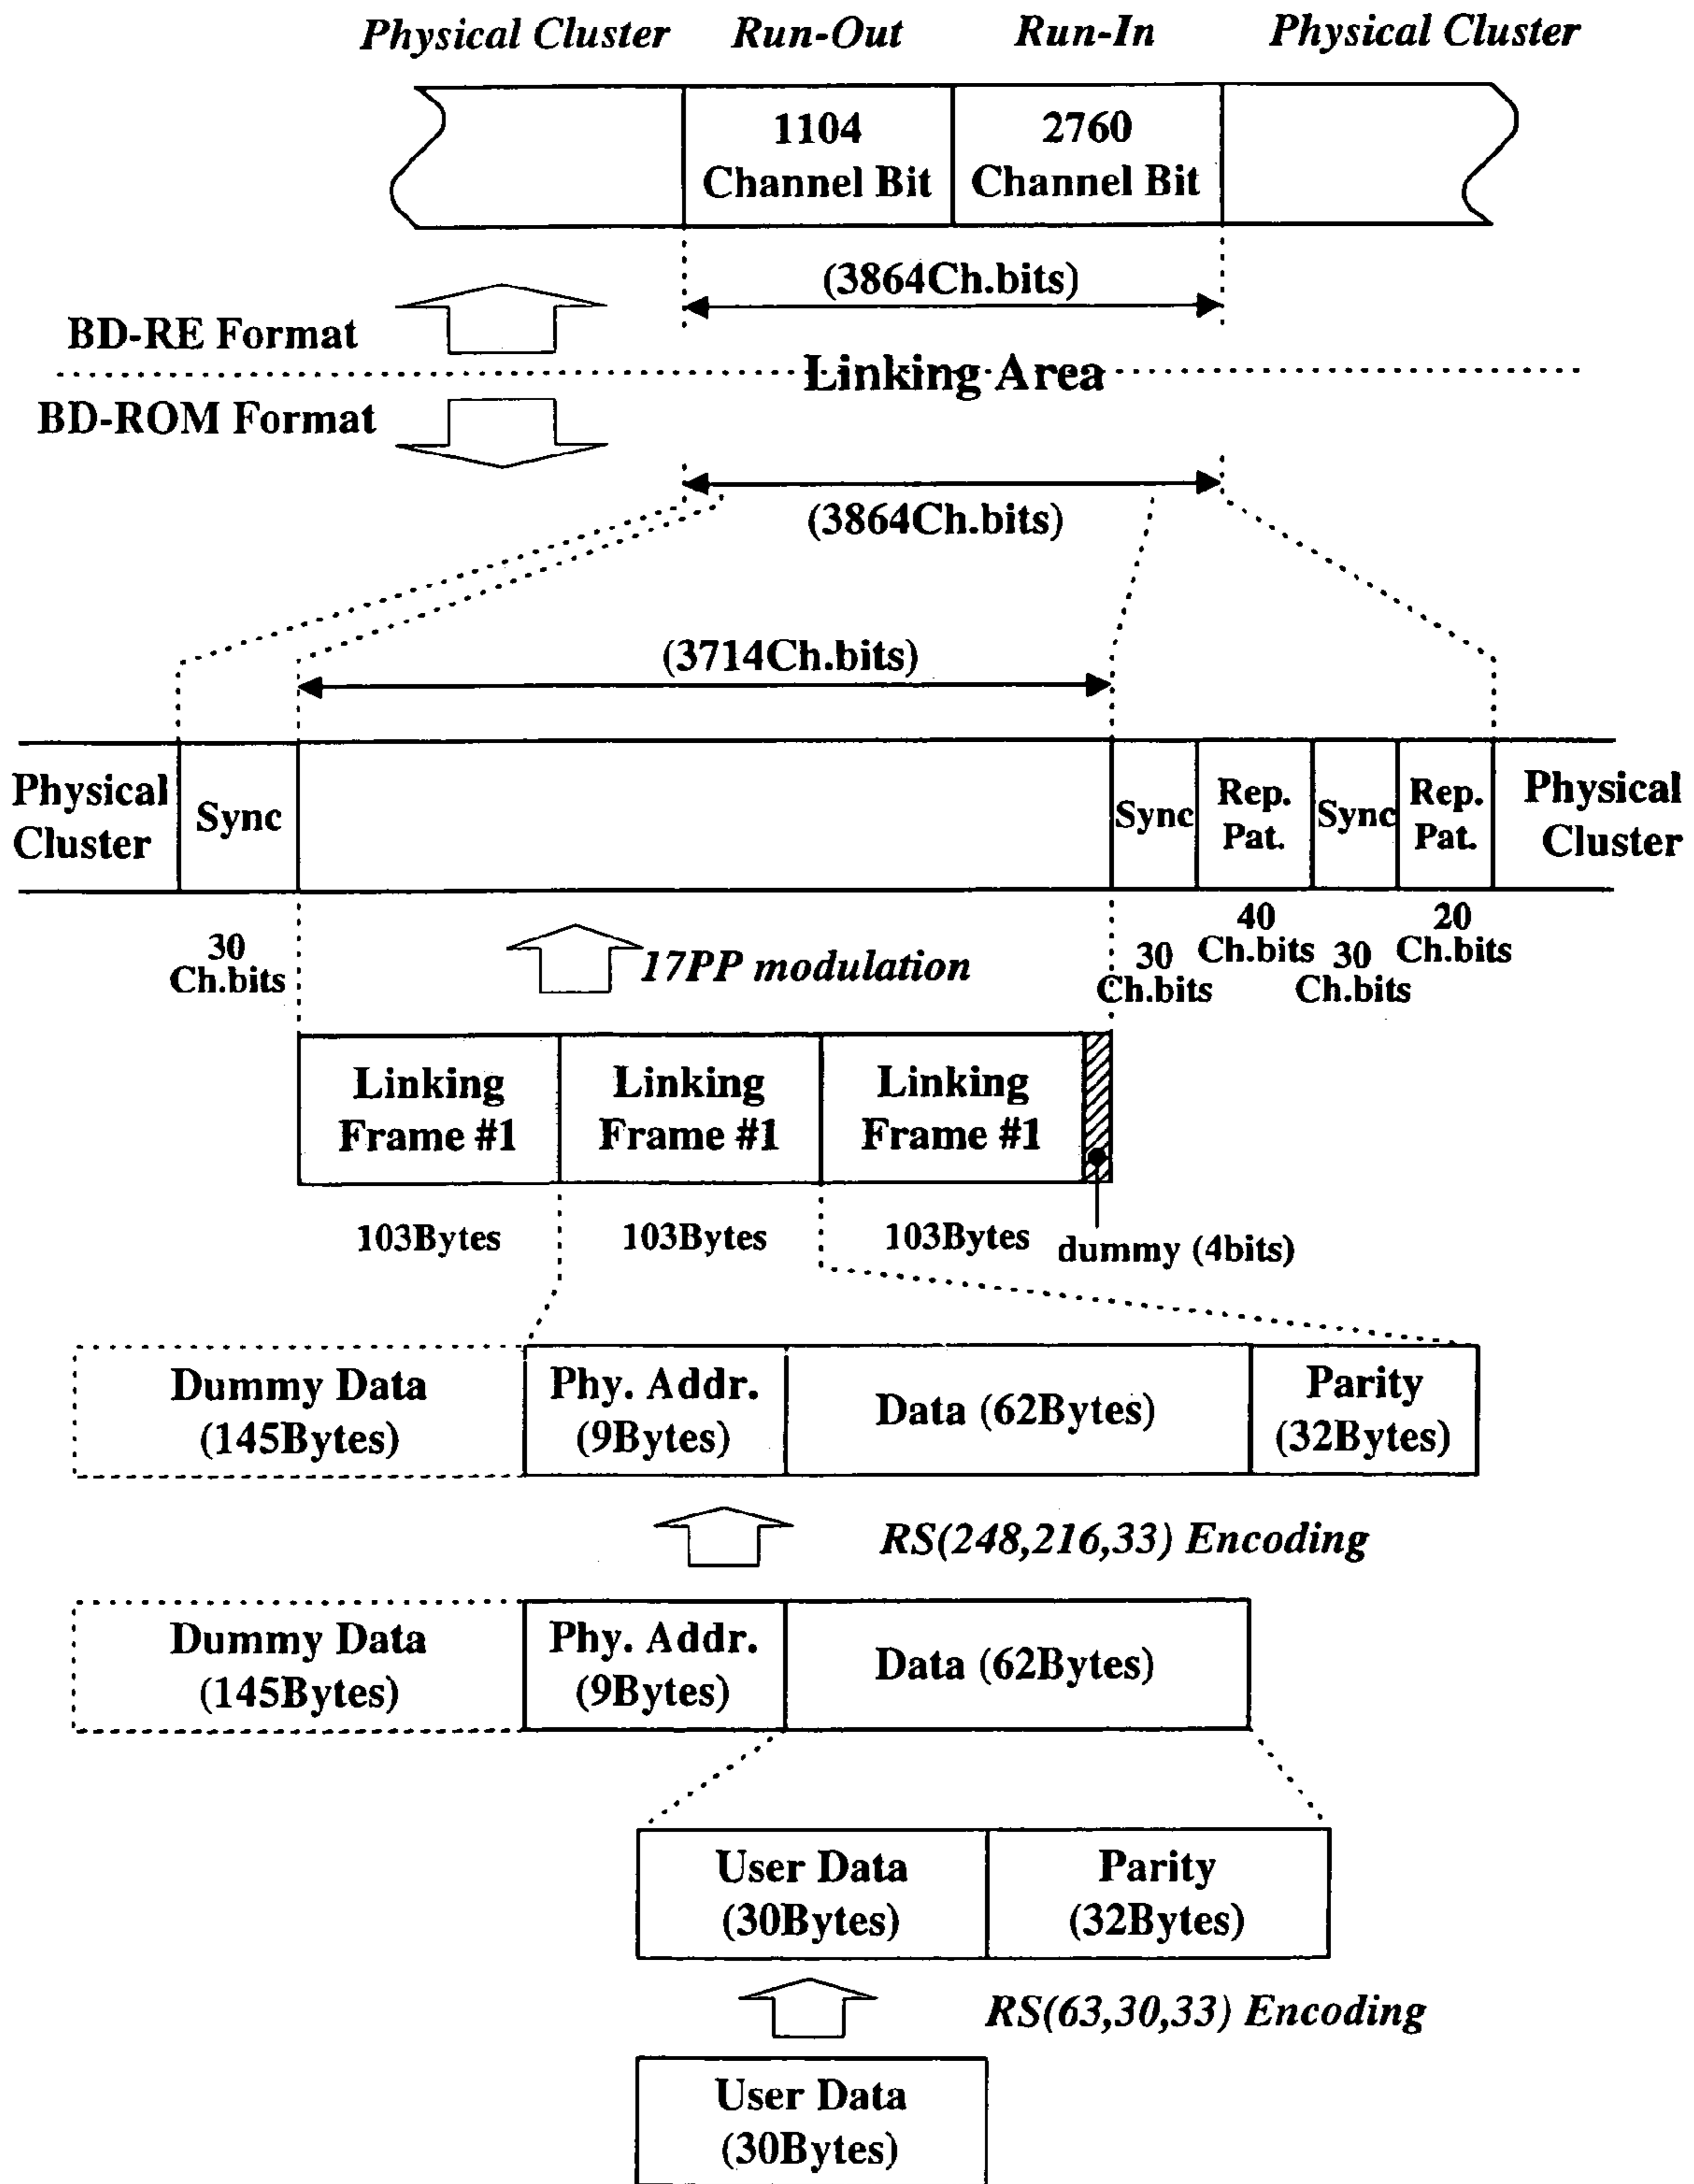 Physical Cluster Run-Out Run-In Physical Cluster
1104 2760
Channel Bit Channel Bit
(3864Ch.bits)
BD-RE Format
Linking Area
BD-ROM Format
(3864Ch.bits)
(3714Ch.bits)
Physical Cluster
Sync
Sync
Rep. Pat.
Sync
Rep. Pat.
Physical Cluster
30 Ch.bits
17PP modulation
30 Ch.bits
40 Ch.bits
30 Ch.bits
20 Ch.bits
Linking Linking Linking
Frame #1 Frame #1 Frame #1
103Bytes 103Bytes 103Bytes dummy (4bits)
Dummy Data
(145Bytes)
Phy. Addr.
(9Bytes)
Data (62Bytes)
Parity
(32Bytes)
RS(248,216,33) Encoding
Dummy Data
(145Bytes)
Phy. Addr.
(9Bytes)
Data (62Bytes)
User Data
(30Bytes)
Parity
(32Bytes)
RS(63,30,33) Encoding
User Data
(30Bytes)